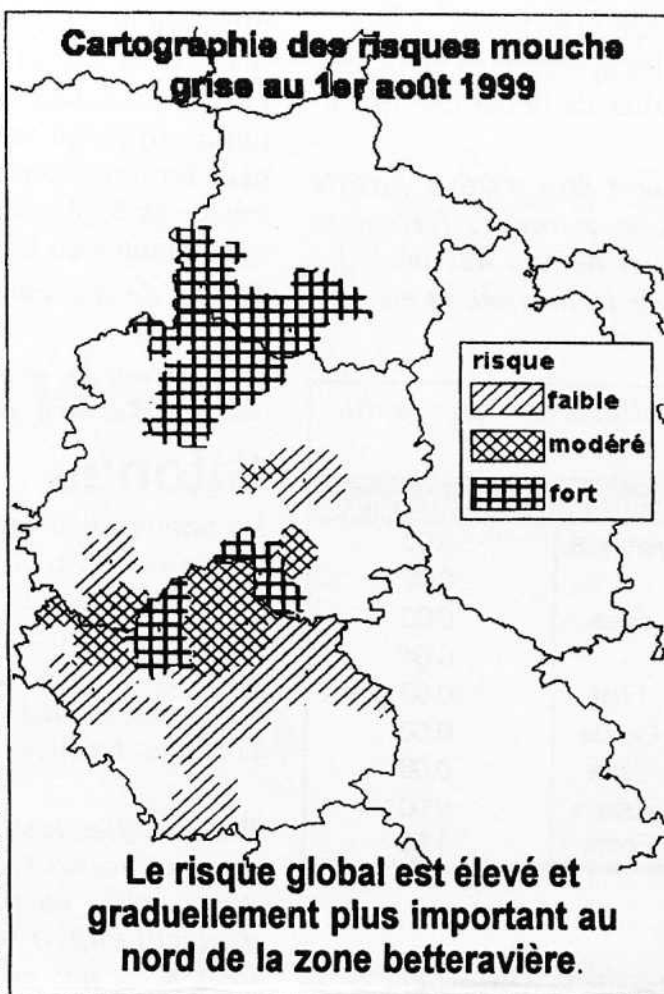 Cartographie des risques mouche
grise au 1er août 1999
risque
faible
modéré
fort
Le risque global est élevé et
graduellement plus important au
nord de la zone betteravière.